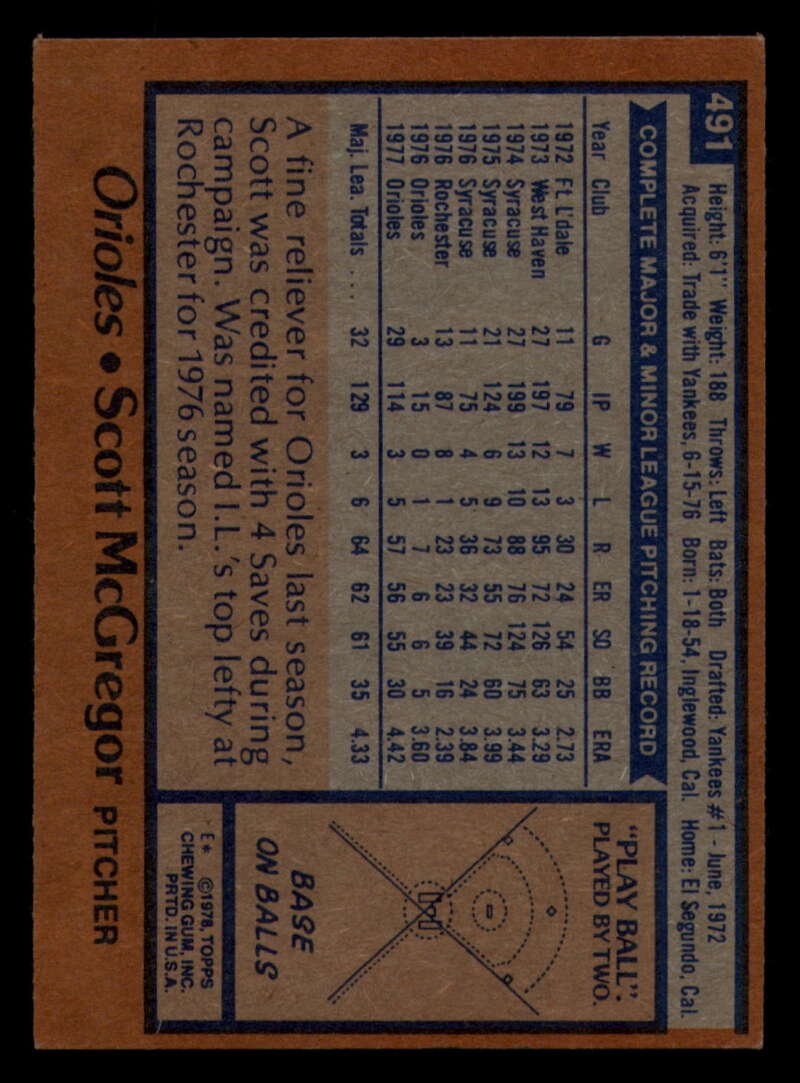 491
Height: 6'1" Weight: 188 Throws: Left Bats: Both Drafted: Yankees #1 - June, 1972
Acquired: Trade with Yankees, 6-15-76 Born: 1-18-54, Inglewood, Cal. Home: El Segundo, Cal.
COMPLETE MAJOR & MINOR LEAGUE PITCHING RECORD
Year Club G IP W L R ER SO BB ERA
1972 Ft. L'dale 11 79 7 3 30 24 54 25 2.73
1973 West Haven 27 197 12 13 95 72 126 63 3.29
1974 Syracuse 27 199 13 10 88 76 124 75 3.44
1975 Syracuse 21 124 6 9 73 55 72 60 3.99
1976 Syracuse 11 75 4 5 36 32 44 24 3.84
1976 Rochester 13 87 8 1 23 23 39 16 2.39
1976 Orioles 3 15 0 1 7 6 6 5 3.60
1977 Orioles 29 114 3 5 57 56 55 30 4.42
Maj. Lea. Totals ... 32 129 3 6 64 62 61 35 4.33
A fine reliever for Orioles last season,
Scott was credited with 4 Saves during
campaign. Was named I.L.'s top lefty at
Rochester for 1976 season.
"PLAY BALL":
PLAYED BY TWO.
BASE
ON BALLS
E* ©1978, TOPPS
CHEWING GUM, INC.
PRTD. IN U.S.A.
Orioles • Scott McGregor PITCHER